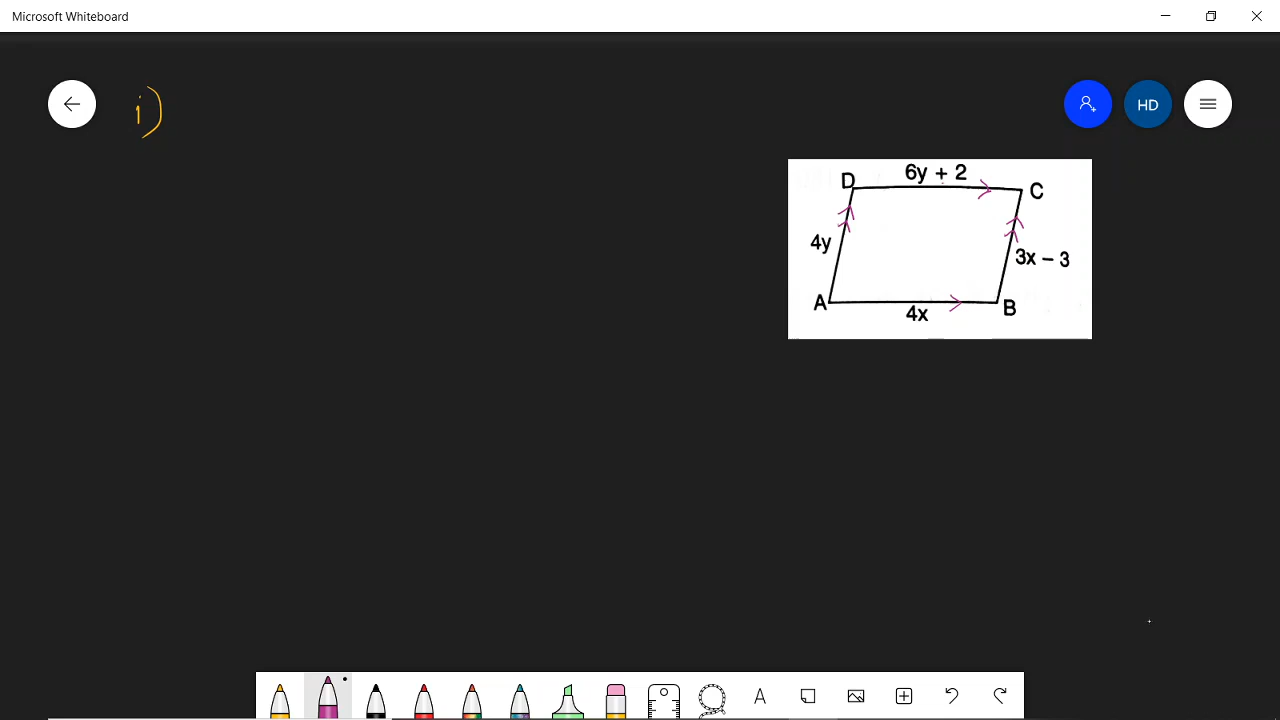 Microsoft Whiteboard
i)
HD
6y + 2
D
C
4y
3x – 3
A
B
4x
A